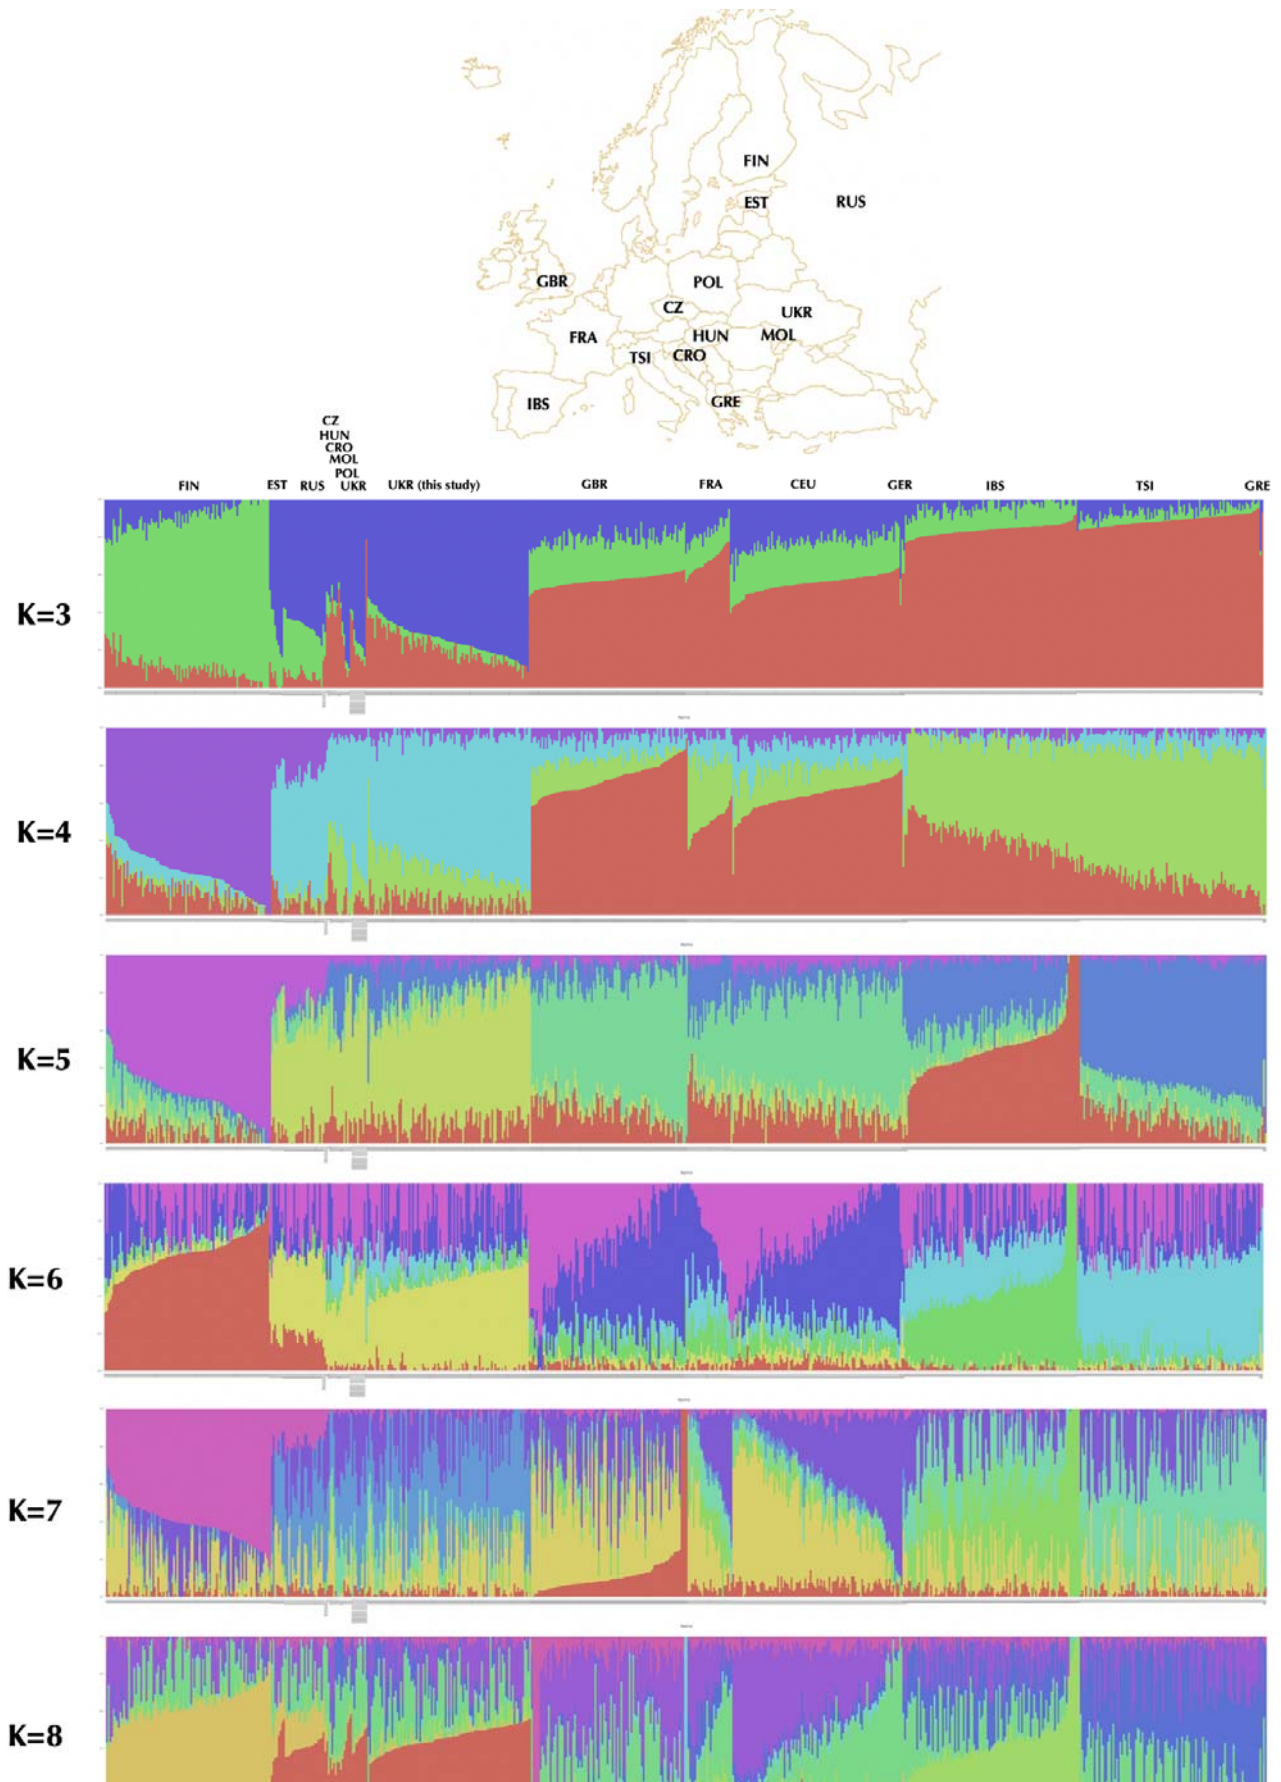 FIN
EST
RUS
GBR
POL
CZ
UKR
FRA
HUN
MOL
TSI
CRO
IBS
GRE
CZ
HUN
CRO
MOL
POL
FIN EST RUS UKR UKR (this study) GBR FRA CEU GER IBS TSI GRE
K=3
K=4
K=5
K=6
K=7
K=8